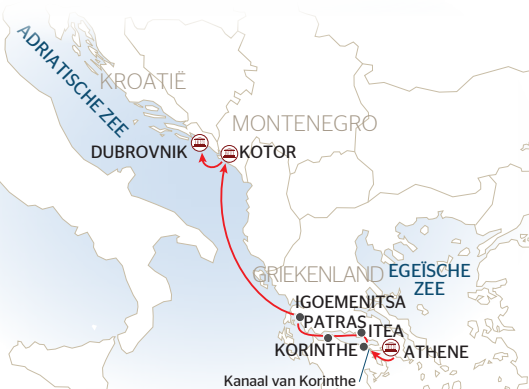 ADRIATISCHE ZEE
KROATIË
MONTENEGRO
DUBROVNIK
KOTOR
GRIEKENLAND
EGEÏSCHE
ZEE
IGOEMENITSA
PATRAS
ITEA
KORINTHE
ATHENE
Kanaal van Korinthe